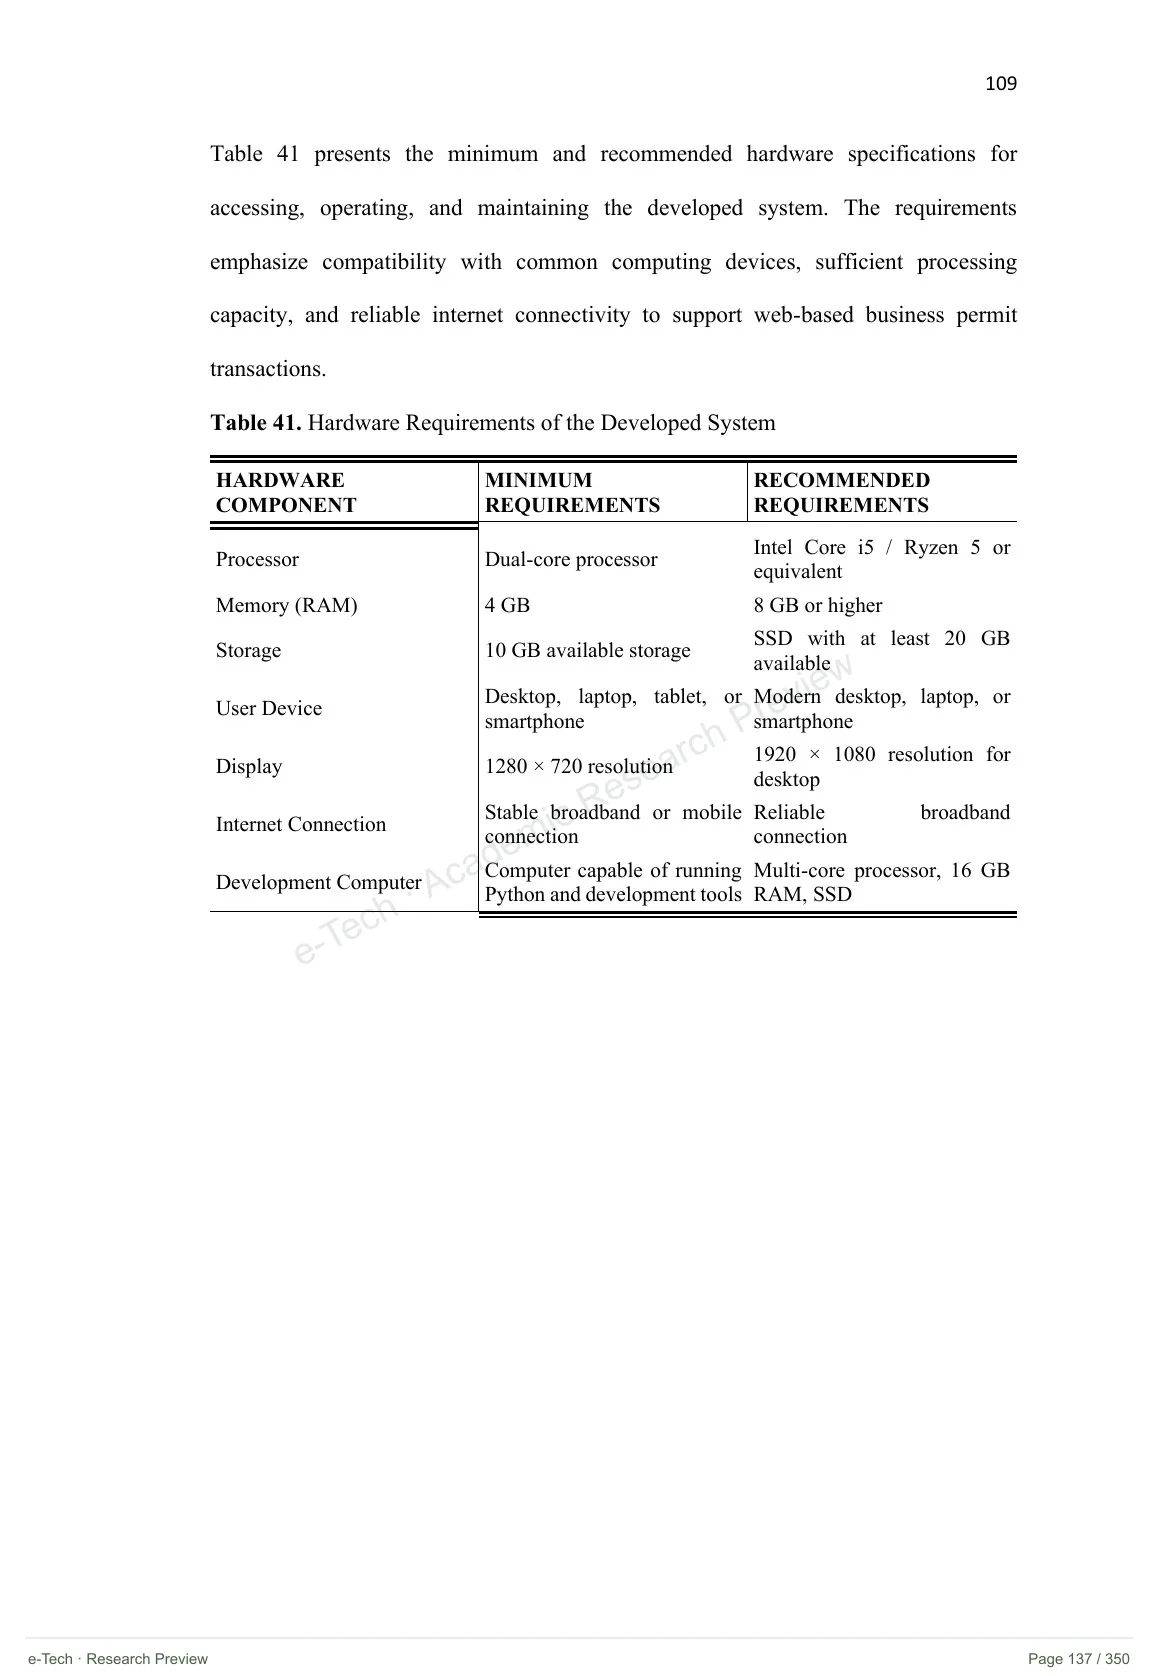 109
Table 41 presents the minimum and recommended hardware specifications for
accessing, operating, and maintaining the developed system. The requirements
emphasize compatibility with common computing devices, sufficient processing
capacity, and reliable internet connectivity to support web-based business permit
transactions.
Table 41. Hardware Requirements of the Developed System
HARDWARE COMPONENT
MINIMUM REQUIREMENTS
RECOMMENDED REQUIREMENTS
Processor
Dual-core processor
Intel Core i5 / Ryzen 5 or
equivalent
Memory (RAM)
4 GB
8 GB or higher
Storage
10 GB available storage
SSD with at least 20 GB
available
User Device
Desktop, laptop, tablet, or
smartphone
Modern desktop, laptop, or
smartphone
Display
1280 × 720 resolution
1920 × 1080 resolution for
desktop
Internet Connection
Stable broadband or mobile
connection
Reliable broadband
connection
Development Computer
Computer capable of running
Python and development tools
Multi-core processor, 16 GB
RAM, SSD
e-Tech · Academic Research Preview
e-Tech · Research Preview
Page 137 / 350